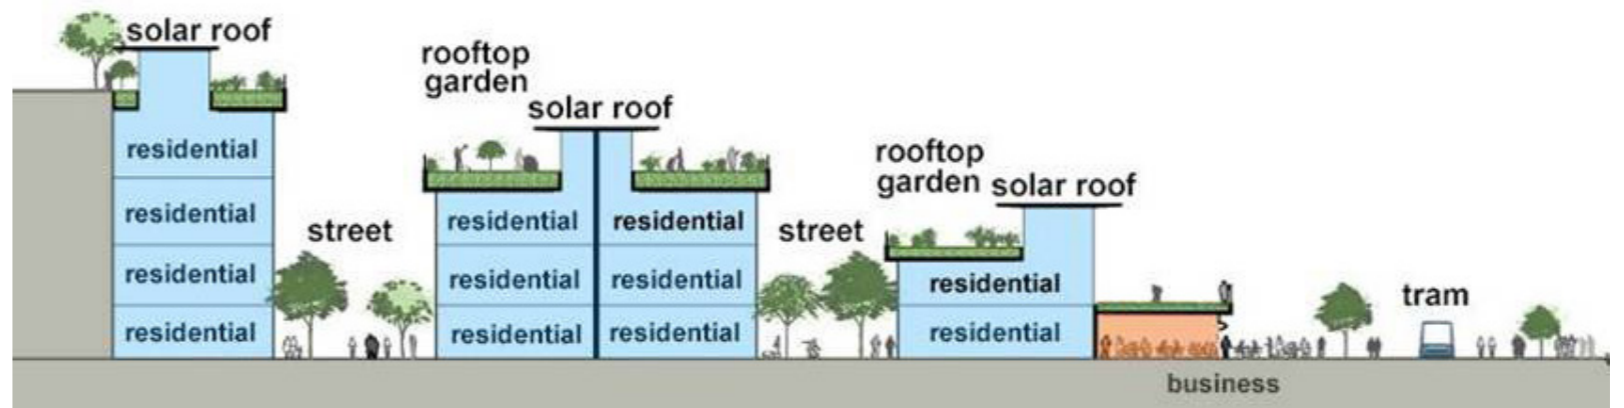 solar roof
residential
residential
residential
residential
street
rooftop
garden
solar roof
residential residential
residential residential
residential residential
street
rooftop
garden solar roof
residential
residential
tram
business